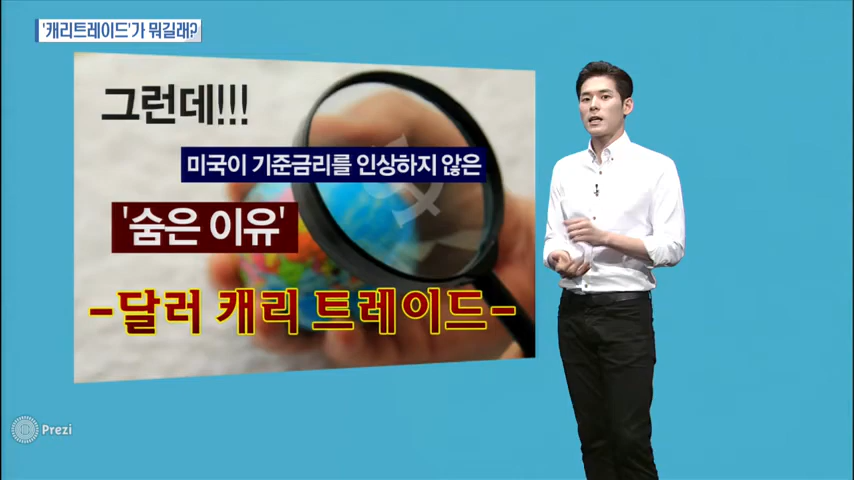 '캐리트레이드'가 뭐길래?
그런데!!!
미국이 기준금리를 인상하지 않은
'숨은 이유'
-달러 캐리 트레이드-
Prezi